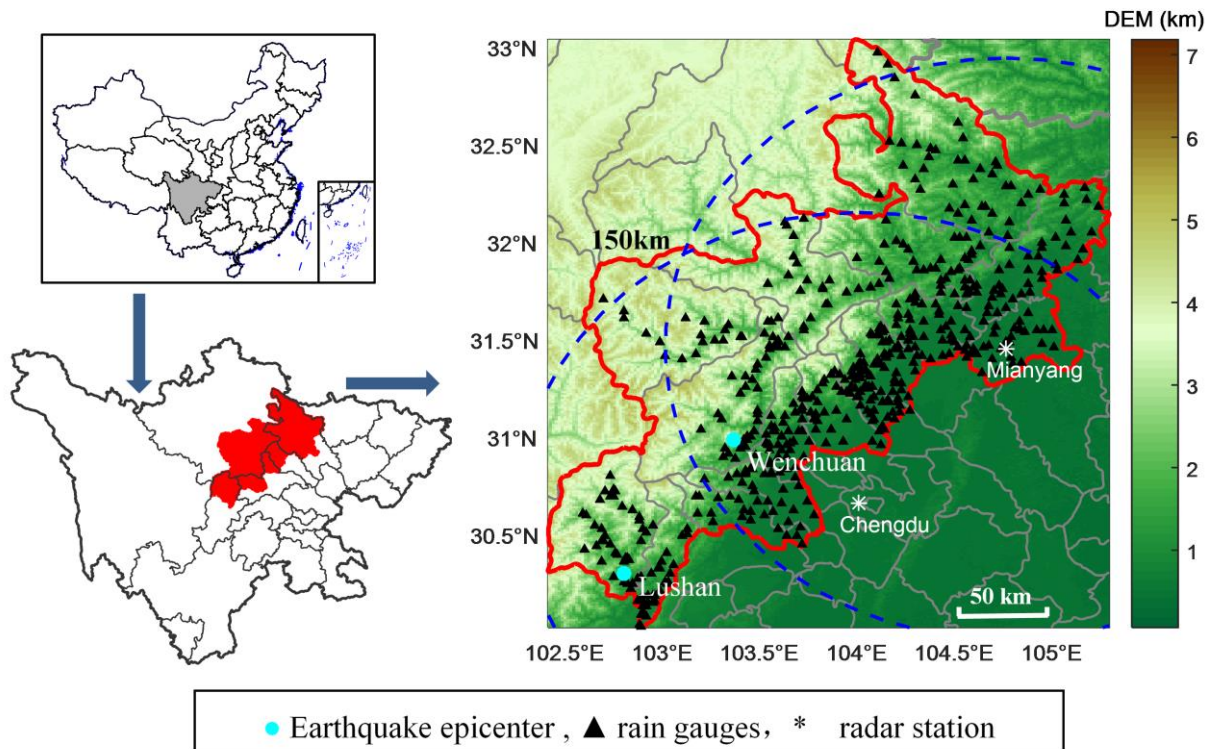 DEM (km)
33°N
32.5°N
32°N
31.5°N
31°N
30.5°N
150km
Mianyang
Wenchuan
Chengdu
Lushan
50 km
102.5°E 103°E 103.5°E 104°E 104.5°E 105°E
7
6
5
4
3
2
1
Earthquake epicenter , ▲ rain gauges， * radar station